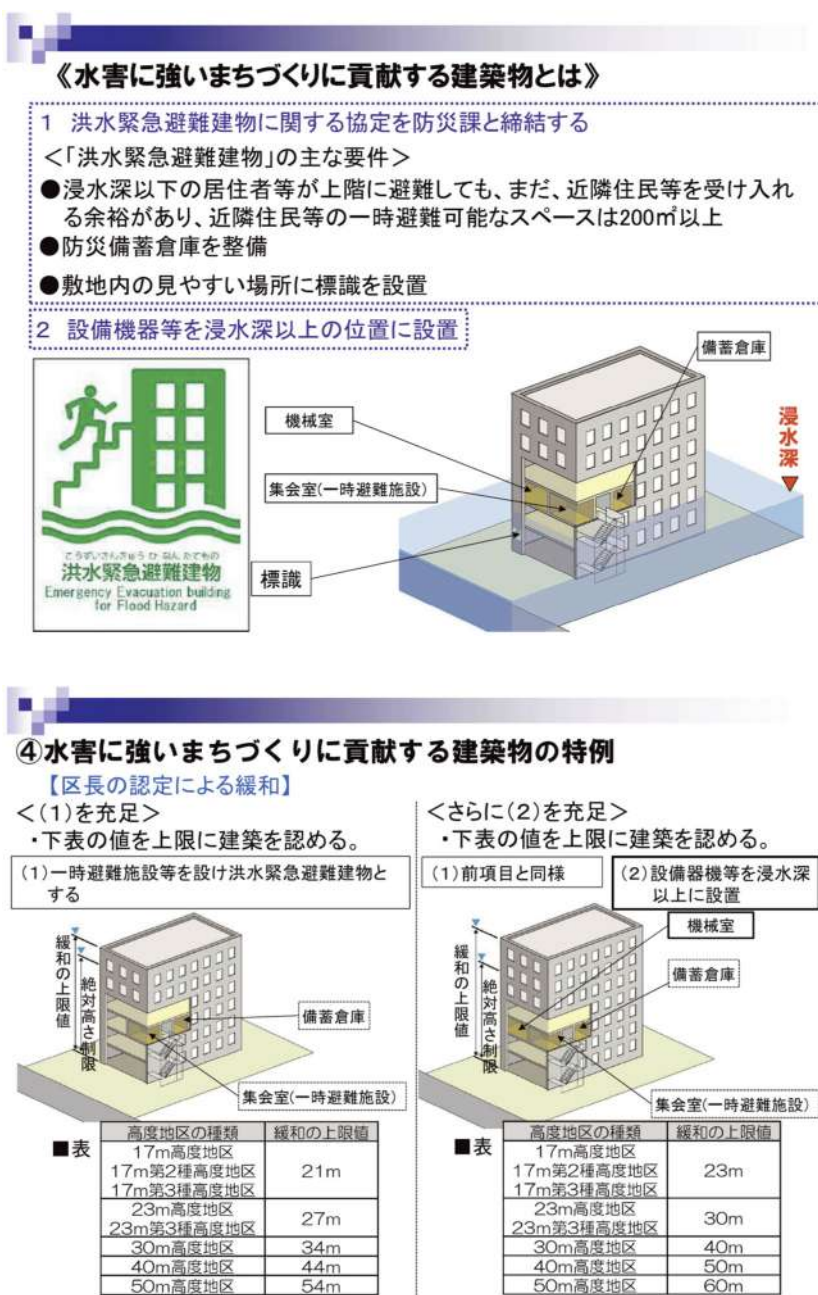 《水害に強いまちづくりに貢献する建築物とは》
1 洪水緊急避難建物に関する協定を防災課と締結する
＜「洪水緊急避難建物」の主な要件＞
●浸水深以下の居住者等が上階に避難しても、まだ、近隣住民等を受け入れ
る余裕があり、近隣住民等の一時避難可能なスペースは200㎡以上
●防災備蓄倉庫を整備
●敷地内の見やすい場所に標識を設置
2 設備機器等を浸水深以上の位置に設置
備蓄倉庫
機械室
浸水深
集会室(一時避難施設)
標識
こうずいきんきゅうひなんたてもの
洪水緊急避難建物
Emergency Evacuation building
for Flood Hazard
④水害に強いまちづくりに貢献する建築物の特例
【区長の認定による緩和】
＜(1)を充足＞
・下表の値を上限に建築を認める。
(1)一時避難施設等を設け洪水緊急避難建物と
する
緩和の上限値
絶対高さ制限
備蓄倉庫
集会室(一時避難施設)
■表
高度地区の種類 緩和の上限値
17m高度地区
17m第2種高度地区 21m
17m第3種高度地区
23m高度地区
23m第3種高度地区 27m
30m高度地区 34m
40m高度地区 44m
50m高度地区 54m
＜さらに(2)を充足＞
・下表の値を上限に建築を認める。
(1)前項目と同様
(2)設備器機等を浸水深
以上に設置
機械室
緩和の上限値
絶対高さ制限
備蓄倉庫
集会室(一時避難施設)
■表
高度地区の種類 緩和の上限値
17m高度地区
17m第2種高度地区 23m
17m第3種高度地区
23m高度地区
23m第3種高度地区 30m
30m高度地区 40m
40m高度地区 50m
50m高度地区 60m